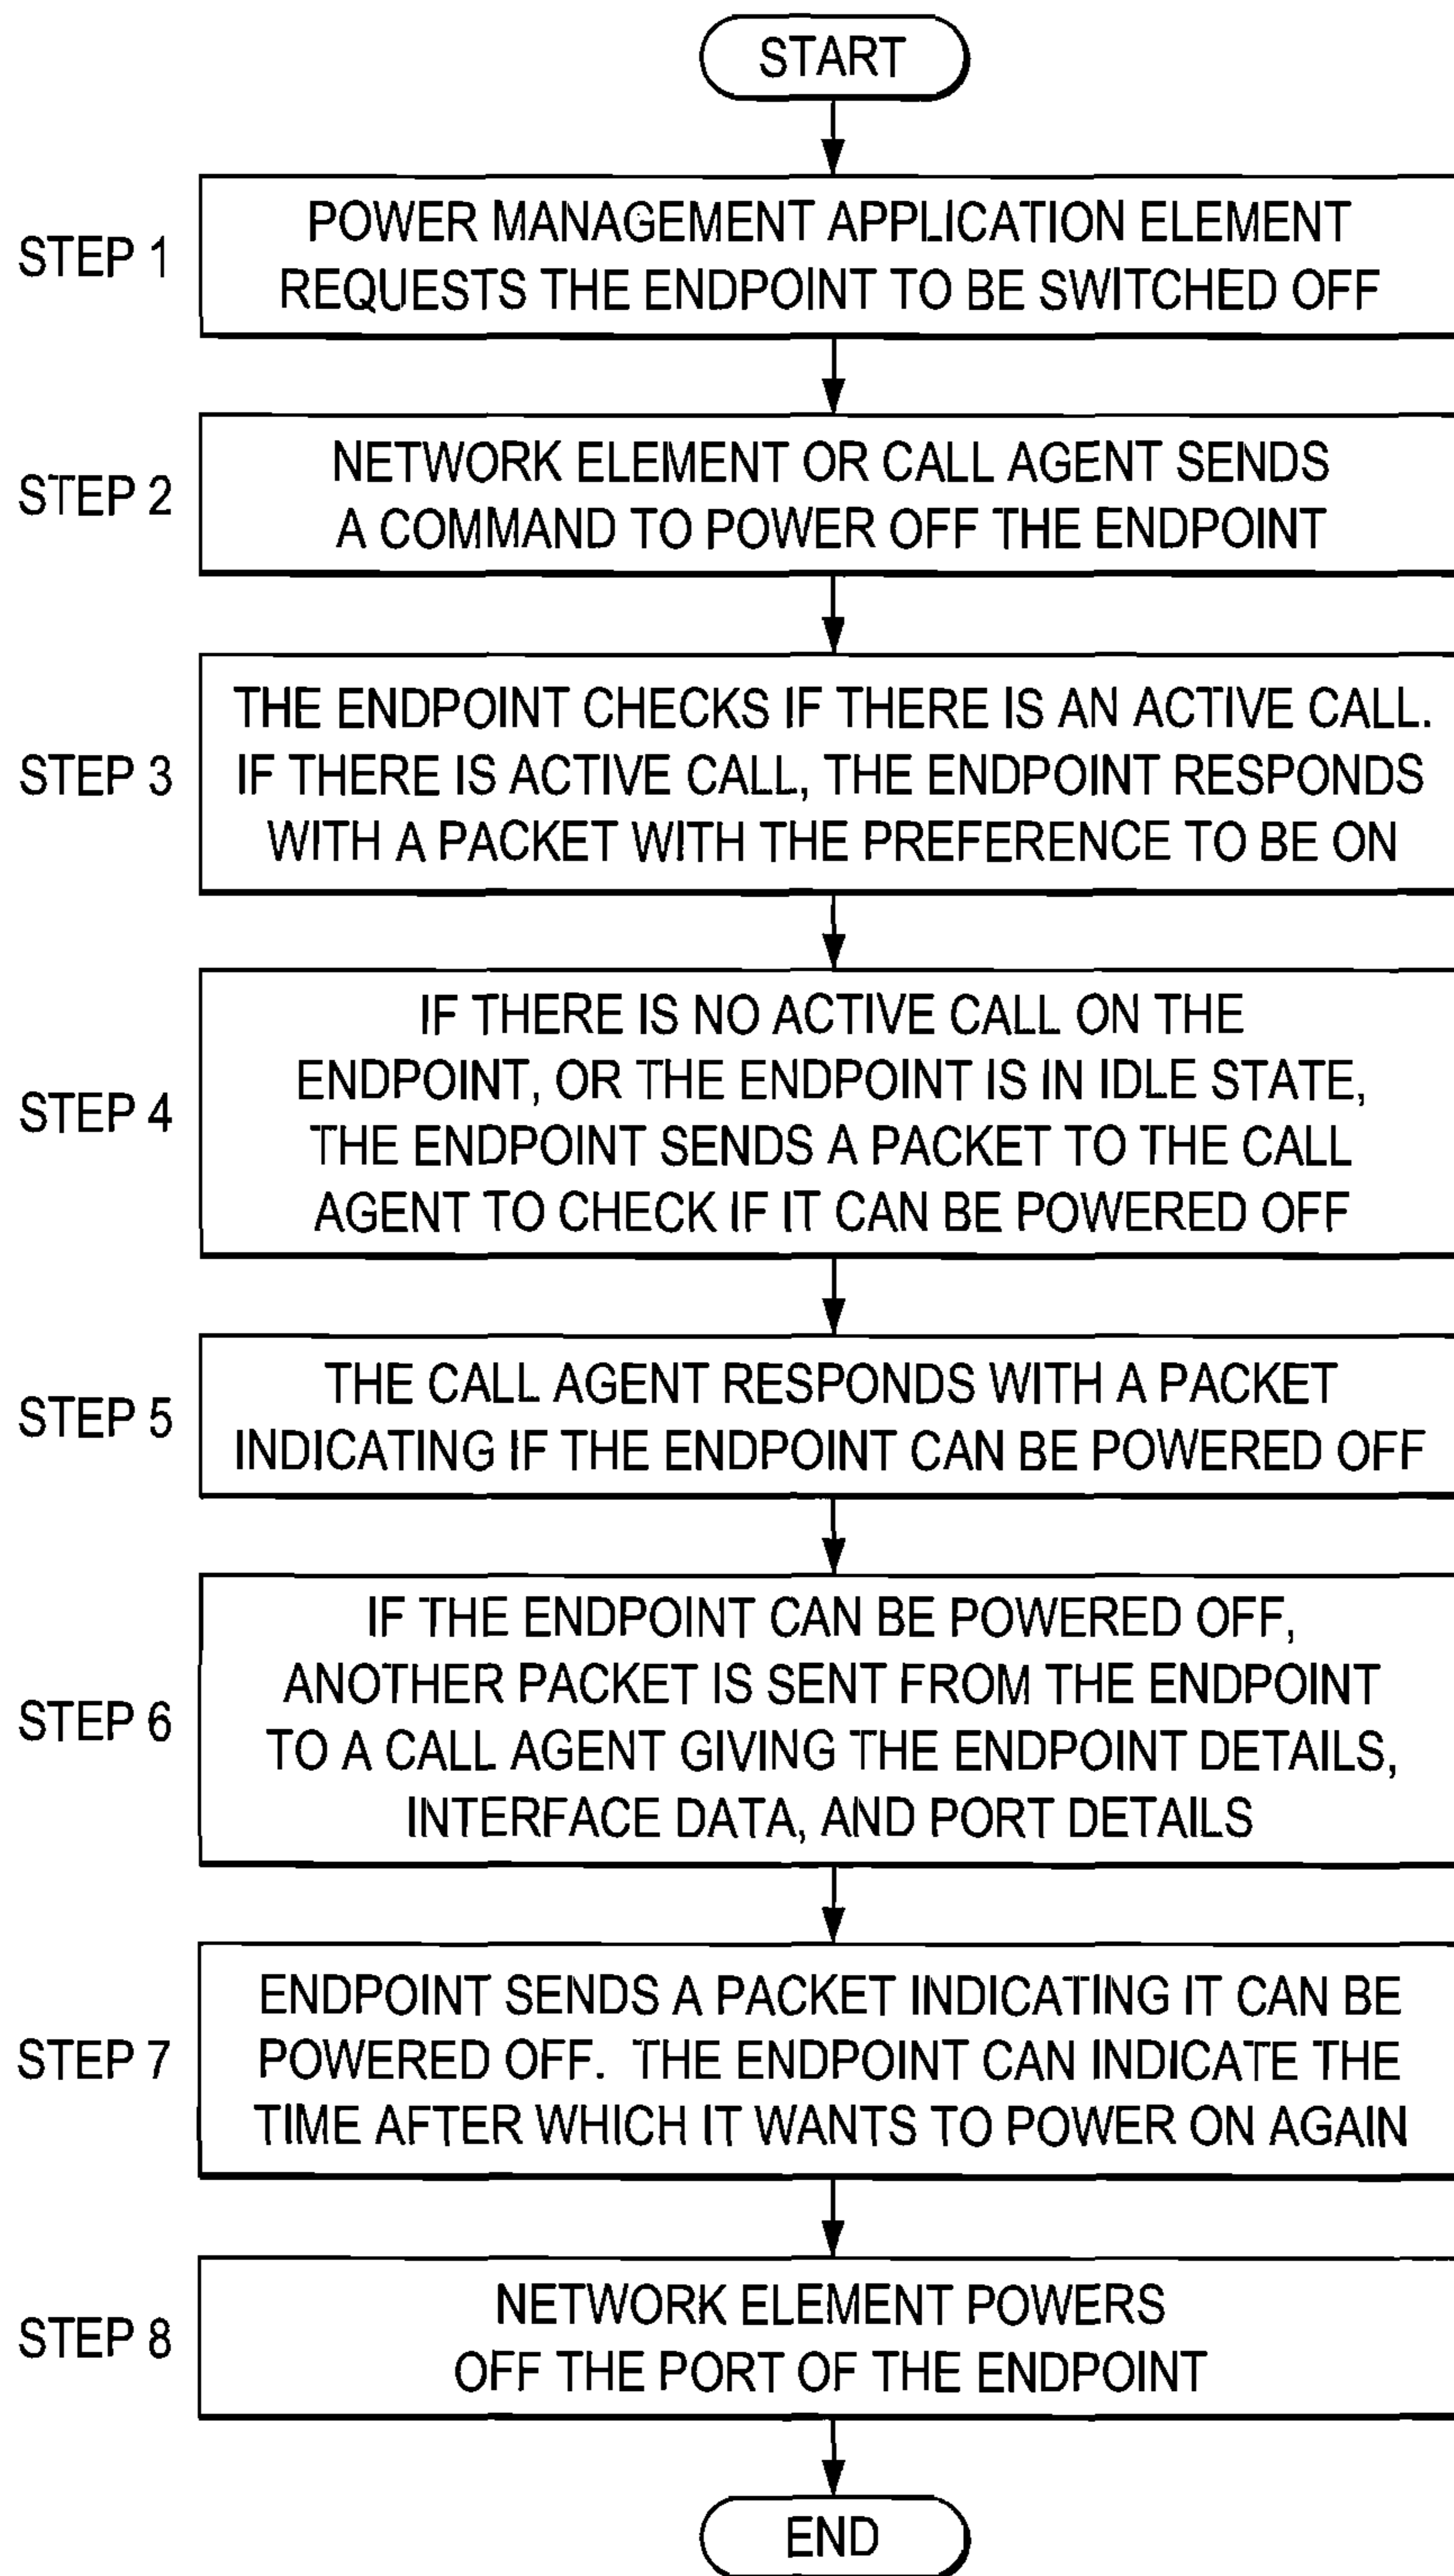 START
STEP 1
POWER MANAGEMENT APPLICATION ELEMENT
REQUESTS THE ENDPOINT TO BE SWITCHED OFF
STEP 2
NETWORK ELEMENT OR CALL AGENT SENDS
A COMMAND TO POWER OFF THE ENDPOINT
STEP 3
THE ENDPOINT CHECKS IF THERE IS AN ACTIVE CALL.
IF THERE IS ACTIVE CALL, THE ENDPOINT RESPONDS
WITH A PACKET WITH THE PREFERENCE TO BE ON
STEP 4
IF THERE IS NO ACTIVE CALL ON THE
ENDPOINT, OR THE ENDPOINT IS IN IDLE STATE,
THE ENDPOINT SENDS A PACKET TO THE CALL
AGENT TO CHECK IF IT CAN BE POWERED OFF
STEP 5
THE CALL AGENT RESPONDS WITH A PACKET
INDICATING IF THE ENDPOINT CAN BE POWERED OFF
STEP 6
IF THE ENDPOINT CAN BE POWERED OFF,
ANOTHER PACKET IS SENT FROM THE ENDPOINT
TO A CALL AGENT GIVING THE ENDPOINT DETAILS,
INTERFACE DATA, AND PORT DETAILS
STEP 7
ENDPOINT SENDS A PACKET INDICATING IT CAN BE
POWERED OFF. THE ENDPOINT CAN INDICATE THE
TIME AFTER WHICH IT WANTS TO POWER ON AGAIN
STEP 8
NETWORK ELEMENT POWERS
OFF THE PORT OF THE ENDPOINT
END